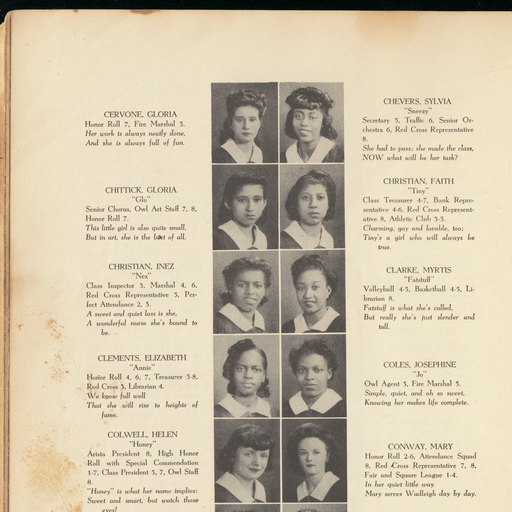 CERVONE, GLORIA
Honor Roll 7, Fire Marshal 5.
Her work is always neatly done,
And she is always full of fun.
CHITTICK, GLORIA
"Glo"
Senior Chorus, Owl Art Staff 7, 8,
Honor Roll 7.
This little girl is also quite small,
But in art, she is the best of all.
CHRISTIAN, INEZ
"Nez"
Class Inspector 3, Marshal 4, 6,
Red Cross Representative 5, Per-
fect Attendance 2, 3.
A sweet and quiet lass is she,
A wonderful nurse she's bound to
be.
CLEMENTS, ELIZABETH
"Annie"
Honor Roll 4, 6, 7, Treasurer 3-8,
Red Cross 3, Librarian 4.
We know full well
That she will rise to heights of
fame.
COLWELL, HELEN
"Honey"
Arista President 8, High Honor
Roll with Special Commendation
1-7, Class President 5, 7, Owl Staff
8.
"Honey" is what her name implies:
Sweet and smart, but watch those
eyes!
CHEVERS, SYLVIA
"Sneezy"
Secretary 5, Traffic 6, Senior Or-
chestra 6, Red Cross Representative
8.
She had to pass; she made the class,
NOW what will be her task?
CHRISTIAN, FAITH
"Tiny"
Class Treasurer 4-7, Bank Repre-
sentative 4-6, Red Cross Represent-
ative 8, Athletic Club 3-5.
Charming, gay and lovable, too;
Tiny's a girl who will always be
true.
CLARKE, MYRTIS
"Fatstuff"
Volleyball 4-5, Basketball 4-5, Li-
brarian 8.
Fatstuff is what she's called,
But really she's just slender and
tall.
COLES, JOSEPHINE
"Jo"
Owl Agent 5, Fire Marshal 5.
Simple, quiet, and oh so sweet,
Knowing her makes life complete.
CONWAY, MARY
Honor Roll 2-6, Attendance Squad
8, Red Cross Representative 7, 8,
Fair and Square League 1-4.
In her quiet little way
Mary serves Wadleigh day by day.